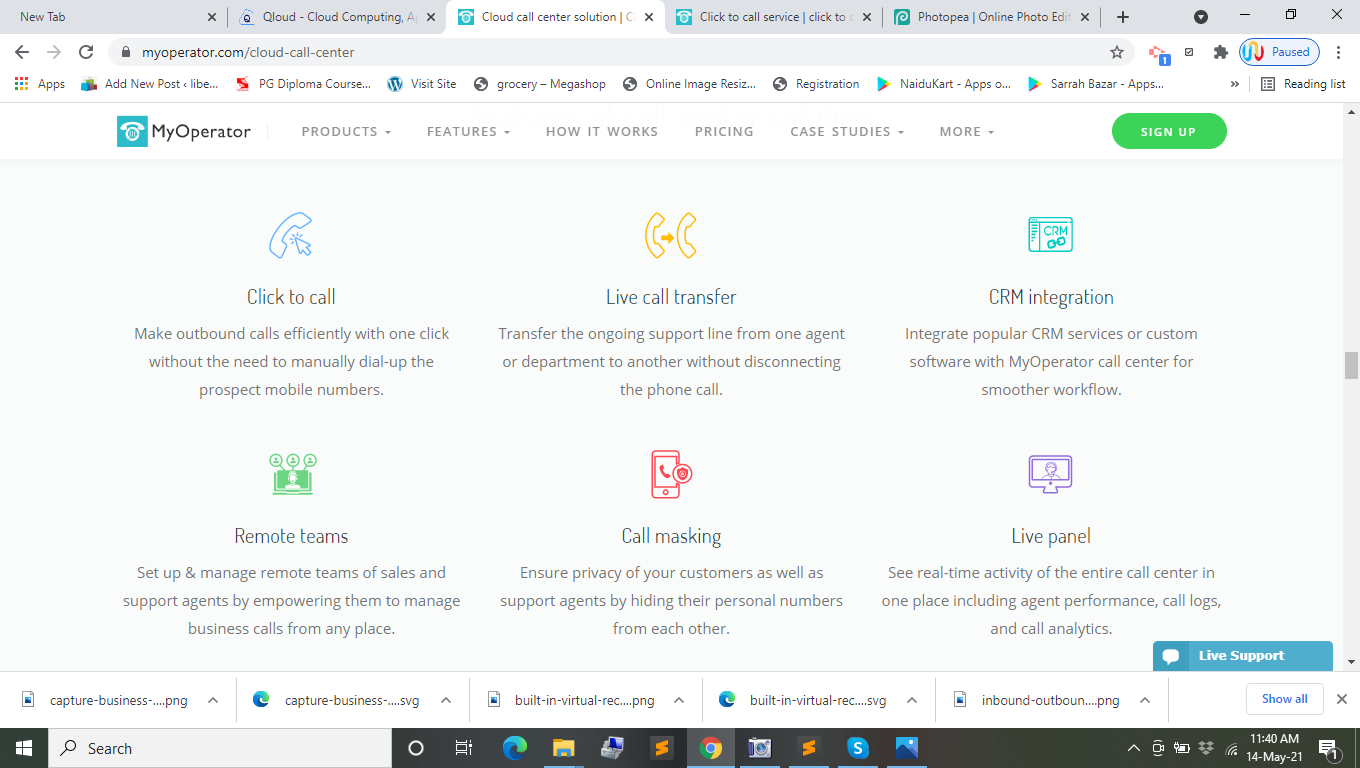 New Tab
Qloud - Cloud Computing, A
Cloud call center solution | C
Click to call service | click to c
Photopea | Online Photo Edit
myoperator.com/cloud-call-center
1
Paused
Apps
Add New Post ‹ libe...
PG Diploma Course...
Visit Site
grocery – Megashop
Online Image Resiz...
Registration
NaiduKart - Apps o...
Sarrah Bazar - Apps...
»
Reading list
MyOperator
PRODUCTS
FEATURES
HOW IT WORKS
PRICING
CASE STUDIES
MORE
SIGN UP
Click to call
Make outbound calls efficiently with one click
without the need to manually dial-up the
prospect mobile numbers.
Live call transfer
Transfer the ongoing support line from one agent
or department to another without disconnecting
the phone call.
CRM
CRM integration
Integrate popular CRM services or custom
software with MyOperator call center for
smoother workflow.
Remote teams
Set up & manage remote teams of sales and
support agents by empowering them to manage
business calls from any place.
Call masking
Ensure privacy of your customers as well as
support agents by hiding their personal numbers
from each other.
Live panel
See real-time activity of the entire call center in
one place including agent performance, call logs,
and call analytics.
Live Support
capture-business-....png
capture-business-....svg
built-in-virtual-rec....png
built-in-virtual-rec....svg
inbound-outboun....png
Show all
Search
11:40 AM
14-May-21
1